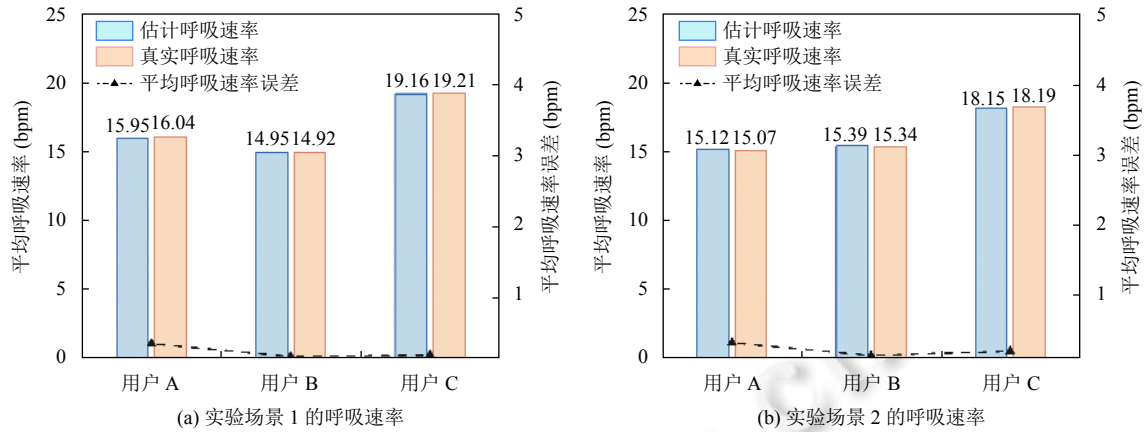 25
20
15
10
5
0
平均呼吸速率 (bpm)
估计呼吸速率
真实呼吸速率
平均呼吸速率误差
15.95 16.04
14.95 14.92
19.16 19.21
用户 A
用户 B
用户 C
5
4
3
2
1
平均呼吸速率误差 (bpm)
(a) 实验场景 1 的呼吸速率
25
20
15
10
5
0
平均呼吸速率 (bpm)
估计呼吸速率
真实呼吸速率
平均呼吸速率误差
15.12 15.07
15.39 15.34
18.15 18.19
用户 A
用户 B
用户 C
5
4
3
2
1
平均呼吸速率误差 (bpm)
(b) 实验场景 2 的呼吸速率